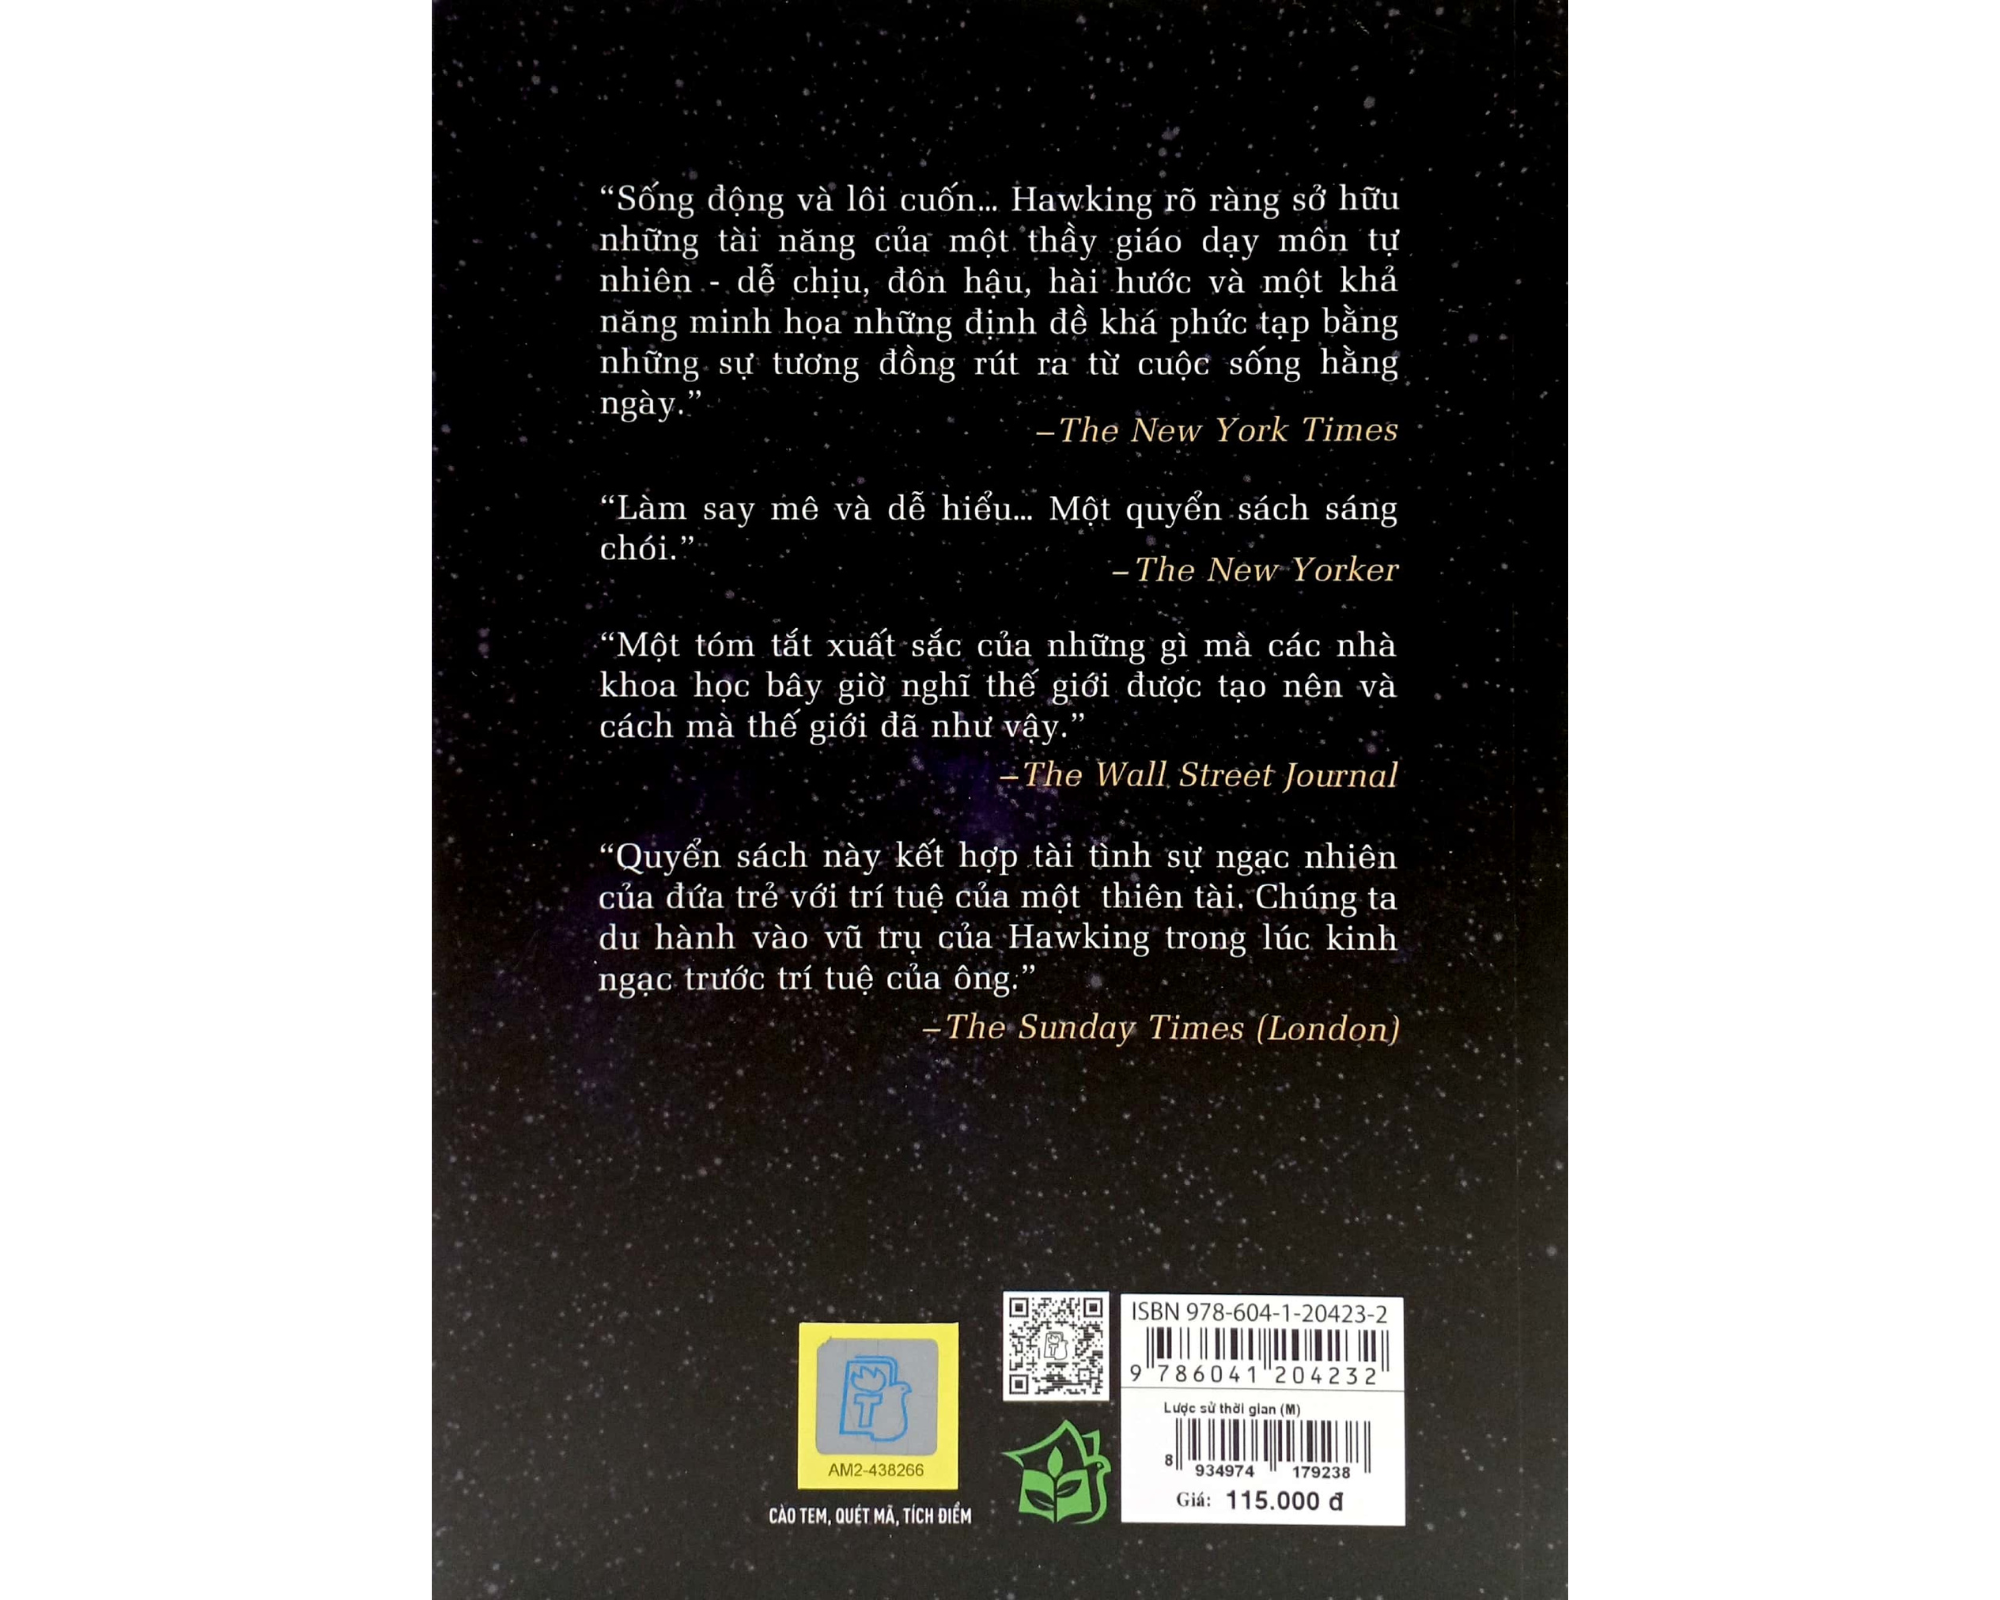 “Sống động và lôi cuốn... Hawking rõ ràng sở hữu
những tài năng của một thầy giáo dạy môn tự
nhiên - dễ chịu, đôn hậu, hài hước và một khả
năng minh họa những định đề khá phức tạp bằng
những sự tương đồng rút ra từ cuộc sống hằng
ngày.”
–The New York Times
“Làm say mê và dễ hiểu... Một quyển sách sáng
chói.”
–The New Yorker
“Một tóm tắt xuất sắc của những gì mà các nhà
khoa học bây giờ nghĩ thế giới được tạo nên và
cách mà thế giới đã như vậy.”
–The Wall Street Journal
“Quyển sách này kết hợp tài tình sự ngạc nhiên
của đứa trẻ với trí tuệ của một thiên tài. Chúng ta
du hành vào vũ trụ của Hawking trong lúc kinh
ngạc trước trí tuệ của ông.”
–The Sunday Times (London)
T
AM2-438266
CÀO TEM, QUÉT MÃ, TÍCH ĐIỂM
ISBN 978-604-1-20423-2
9 786041 204232
Lược sử thời gian (M)
8 934974 179238
Giá: 115.000 đ